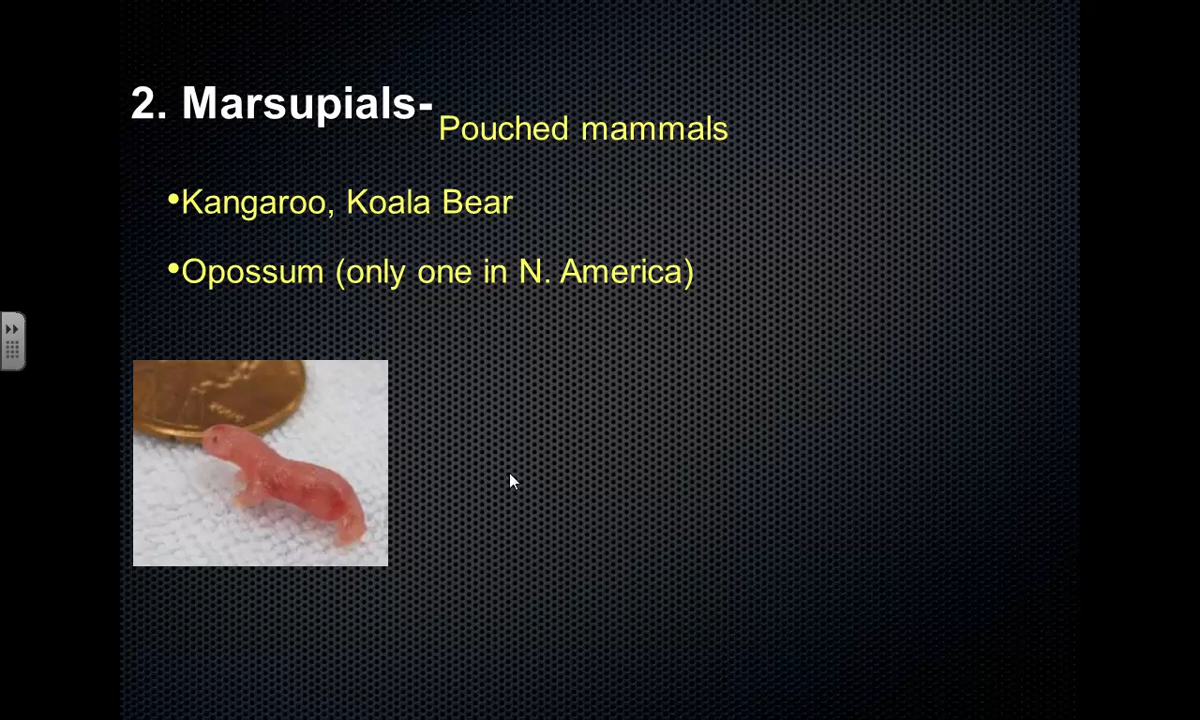 2. Marsupials-
Pouched mammals
•Kangaroo, Koala Bear
•Opossum (only one in N. America)